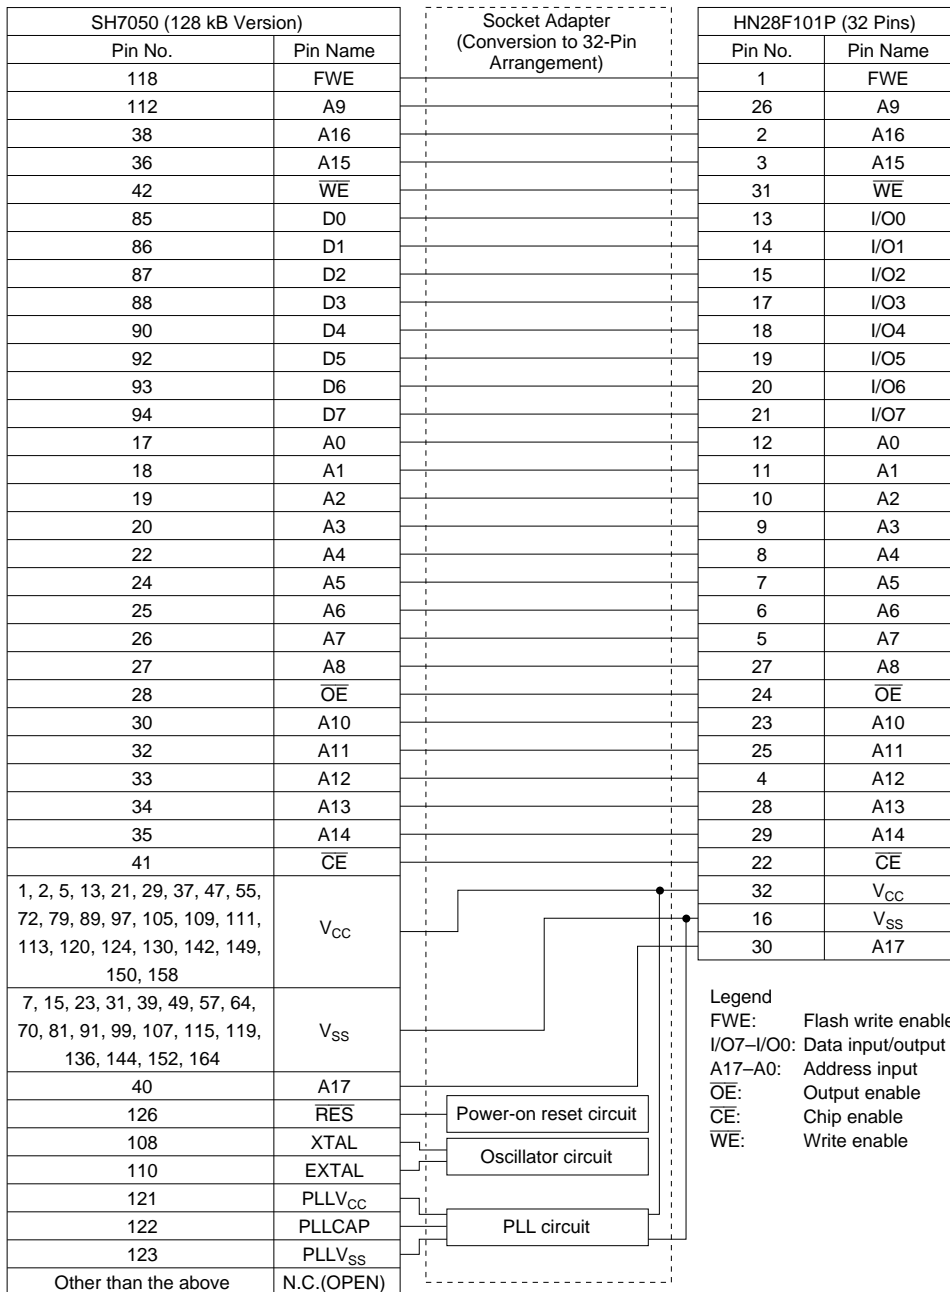 SH7050 (128 kB Version) Socket Adapter (Conversion to 32-Pin Arrangement) HN28F101P (32 Pins)
Pin No. Pin Name Pin No. Pin Name
118 FWE 1 FWE
112 A9 26 A9
38 A16 2 A16
36 A15 3 A15
42 W̅E̅ 31 W̅E̅
85 D0 13 I/O0
86 D1 14 I/O1
87 D2 15 I/O2
88 D3 17 I/O3
90 D4 18 I/O4
92 D5 19 I/O5
93 D6 20 I/O6
94 D7 21 I/O7
17 A0 12 A0
18 A1 11 A1
19 A2 10 A2
20 A3 9 A3
22 A4 8 A4
24 A5 7 A5
25 A6 6 A6
26 A7 5 A7
27 A8 27 A8
28 O̅E̅ 24 O̅E̅
30 A10 23 A10
32 A11 25 A11
33 A12 4 A12
34 A13 28 A13
35 A14 29 A14
41 C̅E̅ 22 C̅E̅
1, 2, 5, 13, 21, 29, 37, 47, 55,
72, 79, 89, 97, 105, 109, 111,
113, 120, 124, 130, 142, 149,
150, 158
VCC
32 VCC
16 VSS
30 A17
7, 15, 23, 31, 39, 49, 57, 64,
70, 81, 91, 99, 107, 115, 119,
136, 144, 152, 164
VSS
40 A17
126 R̅E̅S̅ Power-on reset circuit
108 XTAL
Oscillator circuit
110 EXTAL
121 PLLVCC
122 PLLCAP PLL circuit
123 PLLVSS
Other than the above N.C.(OPEN)
Legend
FWE: Flash write enable
I/O7–I/O0: Data input/output
A17–A0: Address input
O̅E̅: Output enable
C̅E̅: Chip enable
W̅E̅: Write enable